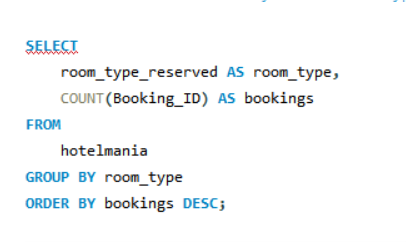 SELECT
room_type_reserved AS room_type,
COUNT(Booking_ID) AS bookings
FROM
hotelmania
GROUP BY room_type
ORDER BY bookings DESC;